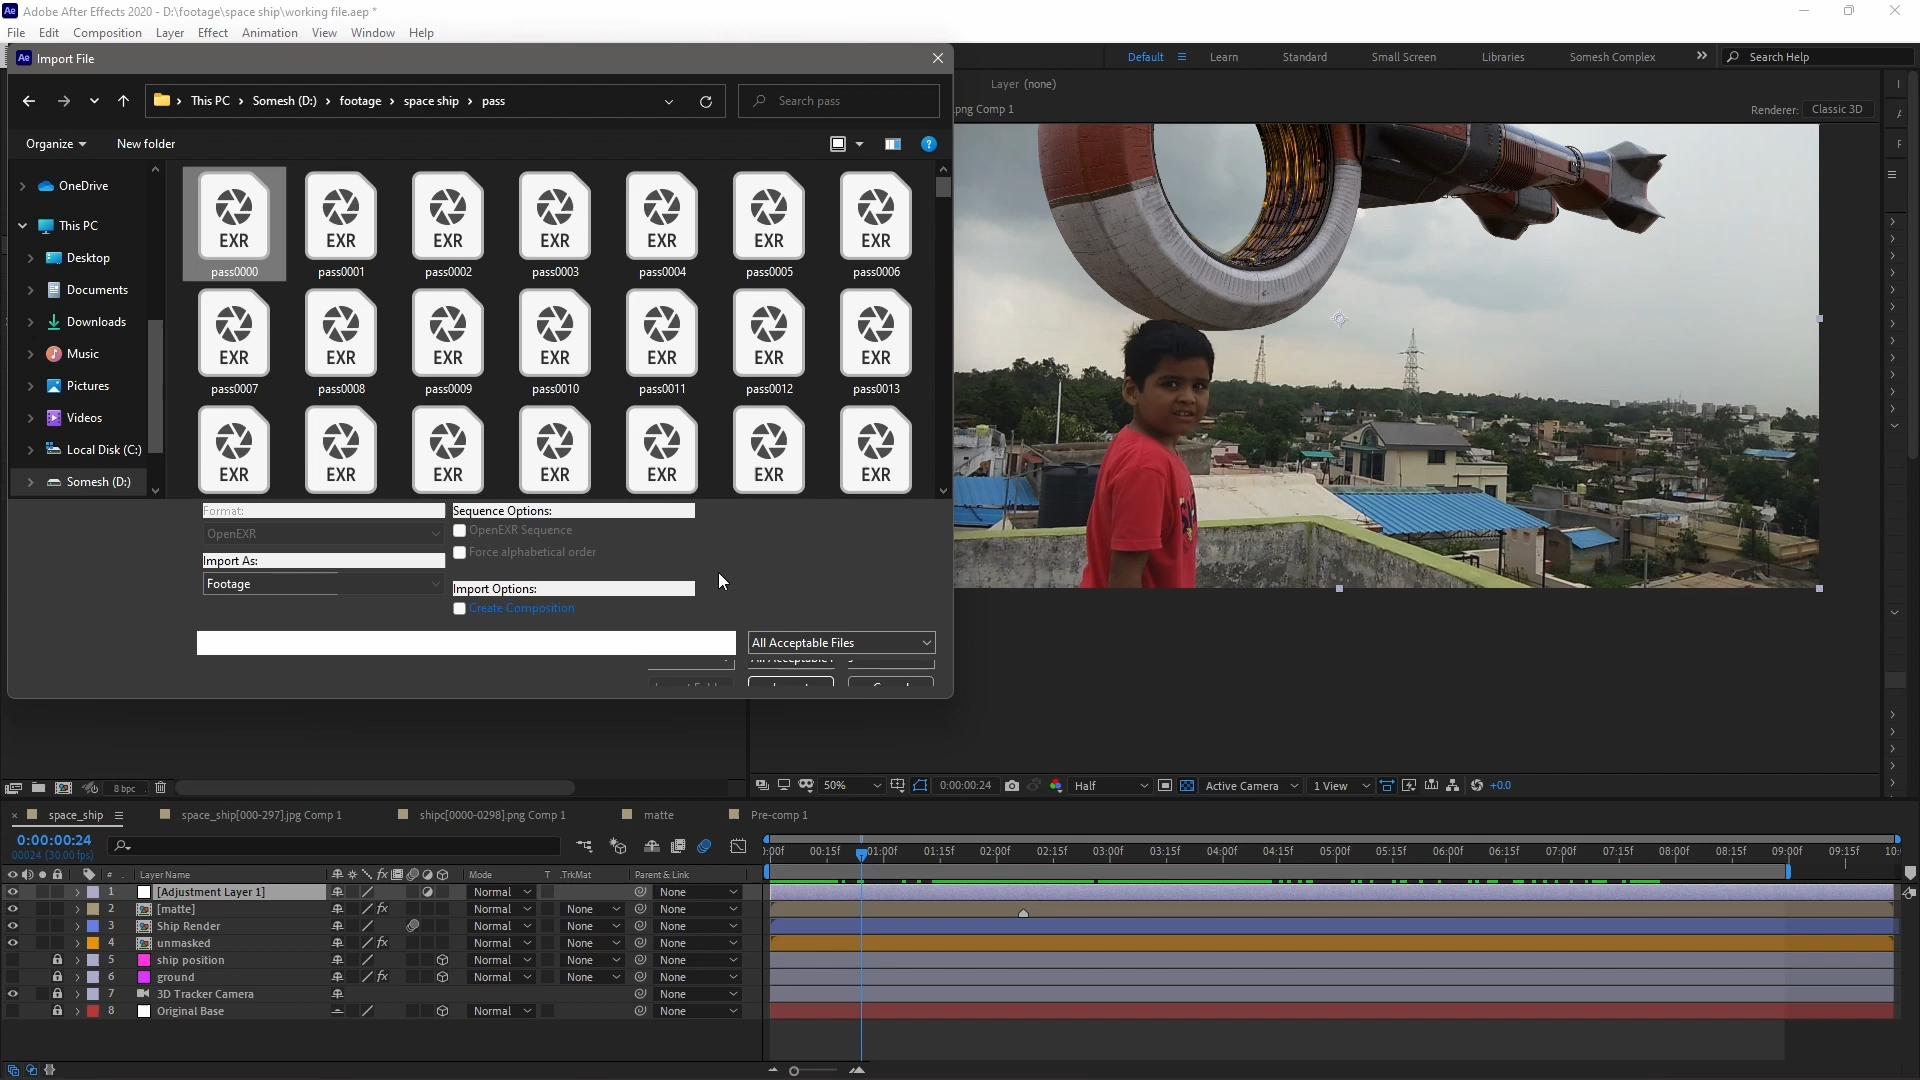 Adobe After Effects 2020 - D:\footage\space ship\working file.aep *
File Edit Composition Layer Effect Animation View Window Help
Import File
Default Learn Standard Small Screen Libraries Somesh Complex Search Help
Layer (none)
This PC Somesh (D:) footage space ship pass Search pass
.png Comp 1 Renderer: Classic 3D
Organize New folder
OneDrive
This PC
Desktop
Documents
Downloads
Music
Pictures
Videos
Local Disk (C:)
Somesh (D:)
EXR EXR EXR EXR EXR EXR EXR
pass0000 pass0001 pass0002 pass0003 pass0004 pass0005 pass0006
EXR EXR EXR EXR EXR EXR EXR
pass0007 pass0008 pass0009 pass0010 pass0011 pass0012 pass0013
EXR EXR EXR EXR EXR EXR EXR
Format: Sequence Options:
OpenEXR OpenEXR Sequence
Force alphabetical order
Import As:
Footage Import Options:
Create Composition
All Acceptable Files
8 bpc 50% 0:00:00:24 Half Active Camera 1 View +0.0
space_ship space_ship[000-297].jpg Comp 1 shipc[0000-0298].png Comp 1 matte Pre-comp 1
0:00:00:24
00024 (30.00 fps)
):00f 00:15f 01:00f 01:15f 02:00f 02:15f 03:00f 03:15f 04:00f 04:15f 05:00f 05:15f 06:00f 06:15f 07:00f 07:15f 08:00f 08:15f 09:00f 09:15f 10:
# Layer Name Mode T .TrkMat Parent & Link
1 [Adjustment Layer 1] Normal None
2 [matte] fx Normal None None
3 Ship Render Normal None None
4 unmasked fx Normal None None
5 ship position Normal None None
6 ground fx Normal None None
7 3D Tracker Camera None
8 Original Base Normal None